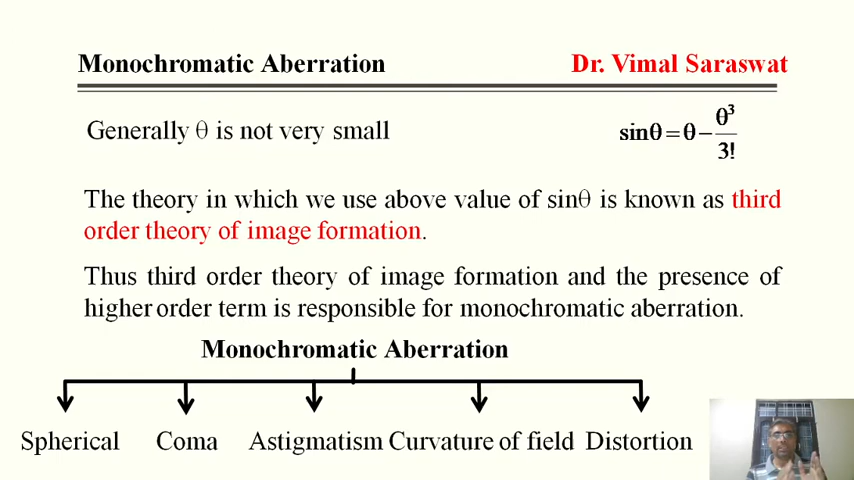 Monochromatic Aberration Dr. Vimal Saraswat
Generally θ is not very small sinθ = θ − θ³/3!
The theory in which we use above value of sinθ is known as third
order theory of image formation.
Thus third order theory of image formation and the presence of
higher order term is responsible for monochromatic aberration.
Monochromatic Aberration
Spherical Coma Astigmatism Curvature of field Distortion